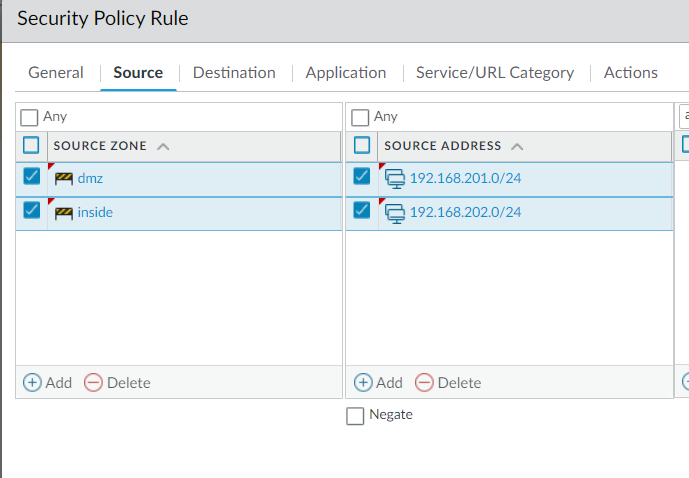 Security Policy Rule
General Source Destination Application Service/URL Category Actions
Any
SOURCE ZONE
dmz
inside
Add Delete
Any
SOURCE ADDRESS
192.168.201.0/24
192.168.202.0/24
Add Delete
Negate